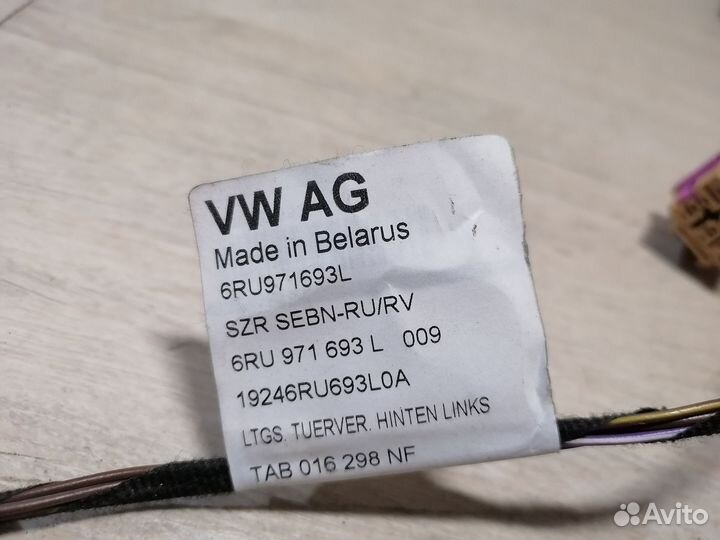 VW AG
Made in Belarus
6RU971693L
SZR SEBN-RU/RV
6RU 971 693 L 009
19246RU693L0A
LTGS. TUERVER. HINTEN LINKS
TAB 016 298 NF
Avito